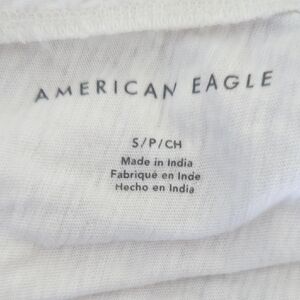 AMERICAN EAGLE
S/P/CH
Made in India
Fabriqué en Inde
Hecho en India